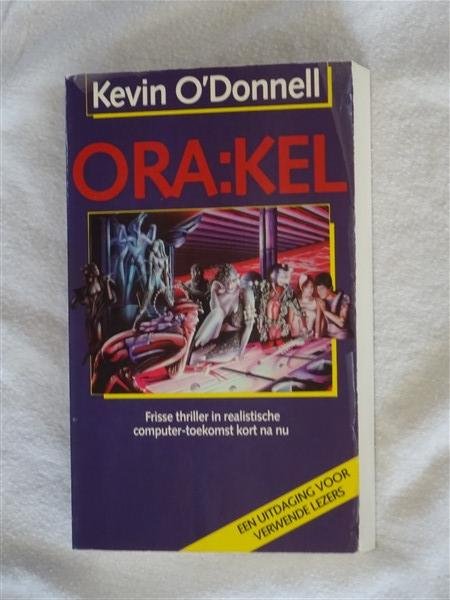 Kevin O'Donnell
ORA:KEL
Frisse thriller in realistische
computer-toekomst kort na nu
EEN UITDAGING VOOR
VERWENDE LEZERS